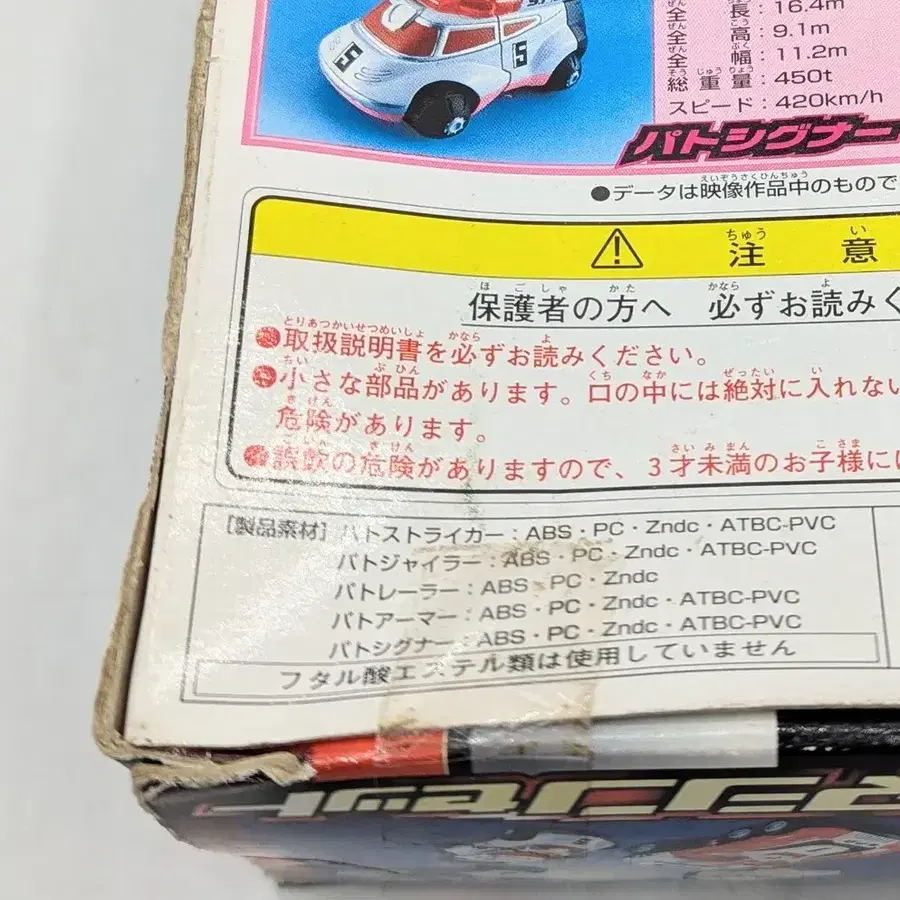 5
5
全長：16.4m
全高：9.1m
全幅：11.2m
総重量：450t
スピード：420km/h
パトシグナー
●データは映像作品中のもので
⚠注意
保護者の方へ 必ずお読みく
●取扱説明書を必ずお読みください。
●小さな部品があります。口の中には絶対に入れない
危険があります。
●誤飲の危険がありますので、3才未満のお子様には
[製品素材] パトストライカー：ABS・PC・Zndc・ATBC-PVC
パトジャイラー：ABS・PC・Zndc・ATBC-PVC
パトレーラー：ABS・PC・Zndc
パトアーマー：ABS・PC・Zndc・ATBC-PVC
パトシグナー：ABS・PC・Zndc・ATBC-PVC
フタル酸エステル類は使用していません